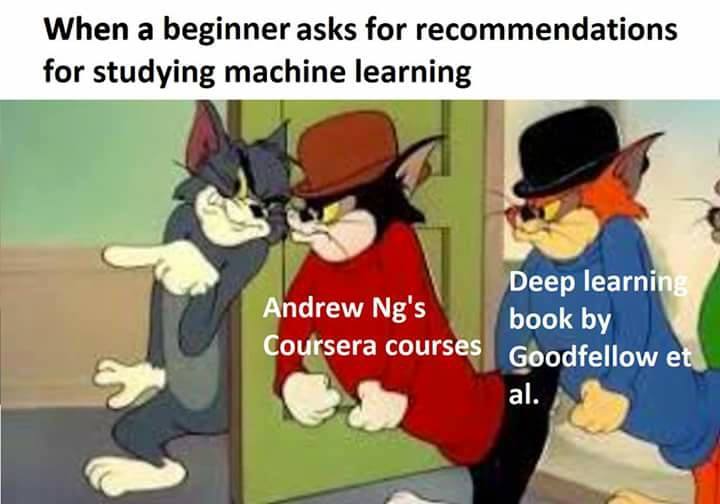 When a beginner asks for recommendations
for studying machine learning
Andrew Ng's
Coursera courses
Deep learning
book by
Goodfellow et
al.